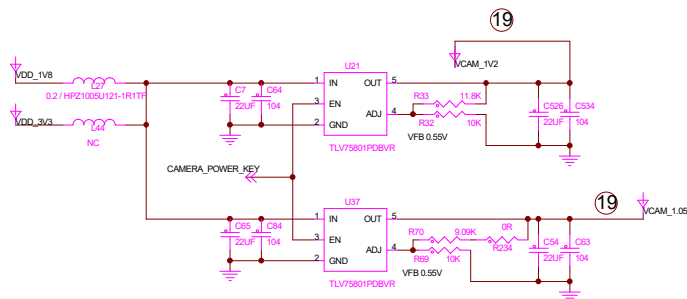 19
VDD_1V8
L27
0.2 / HPZ1005U121-1R1TF
VDD_3V3
L44
NC
C7
22UF
C64
104
U21
1
IN
OUT
5
3
EN
ADJ
4
2
GND
TLV75801PDBVR
VCAM_1V2
R33
11.8K
R32
10K
VFB 0.55V
C526
22UF
C534
104
CAMERA_POWER_KEY
C65
22UF
C84
104
U37
1
IN
OUT
5
3
EN
ADJ
4
2
GND
TLV75801PDBVR
19
VCAM_1.05
R70
9.09K
0R
R234
R69
10K
VFB 0.55V
C54
22UF
C63
104